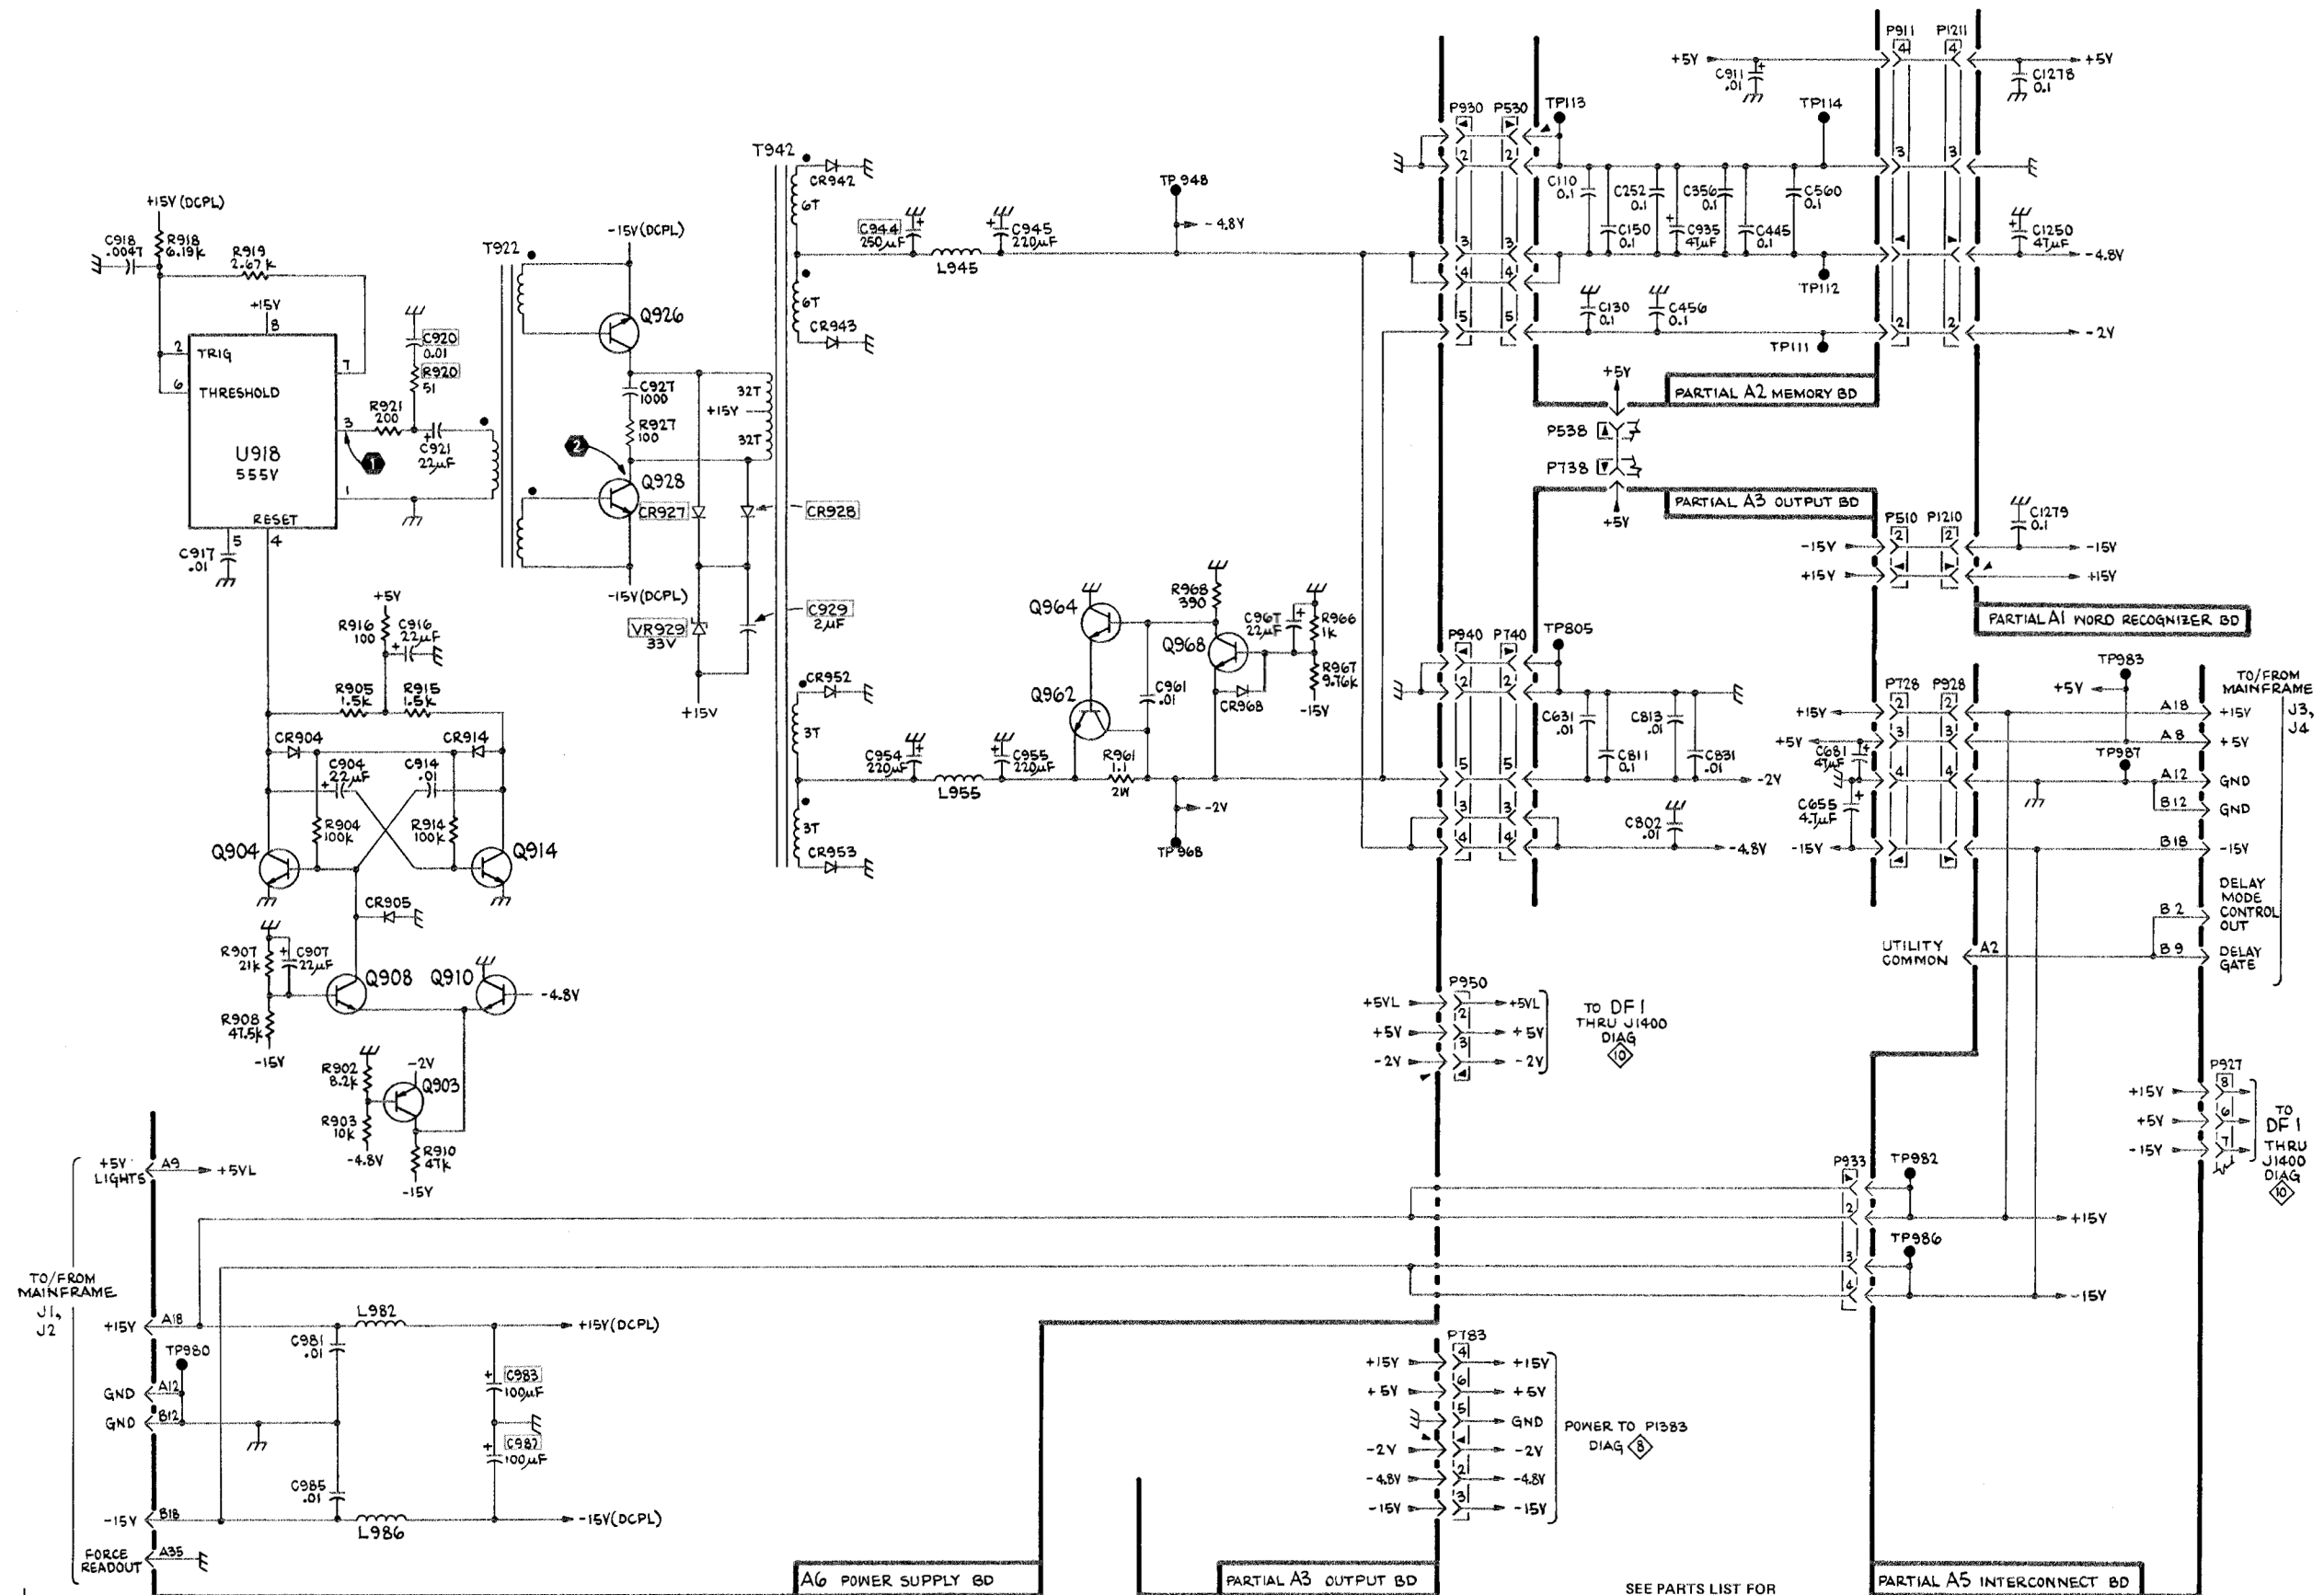 P911 P1211
+5V
C911
.01
4 4
+5V
C1278
0.1
P930 P530
TP113
TP114
2 2
3 3
C110
0.1
C150
0.1
C252
0.1
C935
47µF
C356
0.1
C445
0.1
C560
0.1
C1250
47µF
3 3
4 4
-4.8V
TP112
C130
0.1
C456
0.1
5 5
2 2
-2V
TP111
+5V
PARTIAL A2 MEMORY BD
P538
P738
+5V
PARTIAL A3 OUTPUT BD
+15V (DCPL)
C918
.0047
R918
6.19K
R919
2.67K
+15V
8
2 TRIG
6 THRESHOLD
7
3
1
U918
555V
RESET
5 4
C917
.01
C920
0.01
R920
51
R921
200
C921
22µF
1
T922
-15V(DCPL)
Q926
C927
1000
R927
100
2
Q928
-15V(DCPL)
+15V
32T
32T
CR927
CR928
C929
2µF
VR929
33V
+15V
T942
CR942
6T
6T
CR943
C944
250µF
L945
C945
220µF
TP948
-4.8V
CR952
3T
3T
CR953
C954
220µF
L955
C955
220µF
Q964
Q962
C961
.01
R961
1.1
2W
R968
390
Q968
CR968
C967
22µF
R966
1K
R967
9.76K
-15V
-2V
TP968
P940 P740
TP805
2 2
5 5
3 3
4 4
C631
.01
C811
0.1
C813
.01
C831
.01
-2V
C802
.01
-4.8V
P510 P1210
-15V
2 2
C1279
0.1
-15V
+15V
+15V
PARTIAL A1 WORD RECOGNIZER BD
P728 P928
+15V
2 2
+5V
3 3
C681
47µF
4 4
C655
4.7µF
-15V
TP983
+5V
TP987
TO/FROM
MAINFRAME
J3,
J4
A18 +15V
A8 +5V
A12 GND
B12 GND
B18 -15V
B2
DELAY
MODE
CONTROL
OUT
B9
DELAY
GATE
UTILITY
COMMON
A2
+5V
R916
100
C916
22µF
R905
1.5K
R915
1.5K
CR904
CR914
C904
22µF
C914
.01
R904
100K
R914
100K
Q904
Q914
CR905
R907
21K
C907
22µF
Q908
Q910
-4.8V
R908
47.5K
-15V
R902
8.2K
-2V
Q903
R903
10K
-4.8V
R910
47K
-15V
P950
+5VL +5VL
2
+5V +5V
3
-2V -2V
TO DF1
THRU J1400
DIAG
10
P927
+15V 8
+5V 6
-15V 7
TO
DF1
THRU
J1400
DIAG
10
+5V
LIGHTS
A9
+5VL
P933
TP982
2
+15V
TP986
3
4
-15V
TO/FROM
MAINFRAME
J1,
J2
+15V A18
TP980
GND A12
GND B12
-15V B18
FORCE
READOUT
A35
C981
.01
L982
+15V(DCPL)
C983
100µF
C987
100µF
C985
.01
L986
-15V(DCPL)
P783
+15V 4 +15V
+5V 6 +5V
5 GND
-2V -2V
-4.8V 2 -4.8V
-15V 3 -15V
POWER TO P1383
DIAG 8
A6 POWER SUPPLY BD
PARTIAL A3 OUTPUT BD
PARTIAL A5 INTERCONNECT BD
SEE PARTS LIST FOR